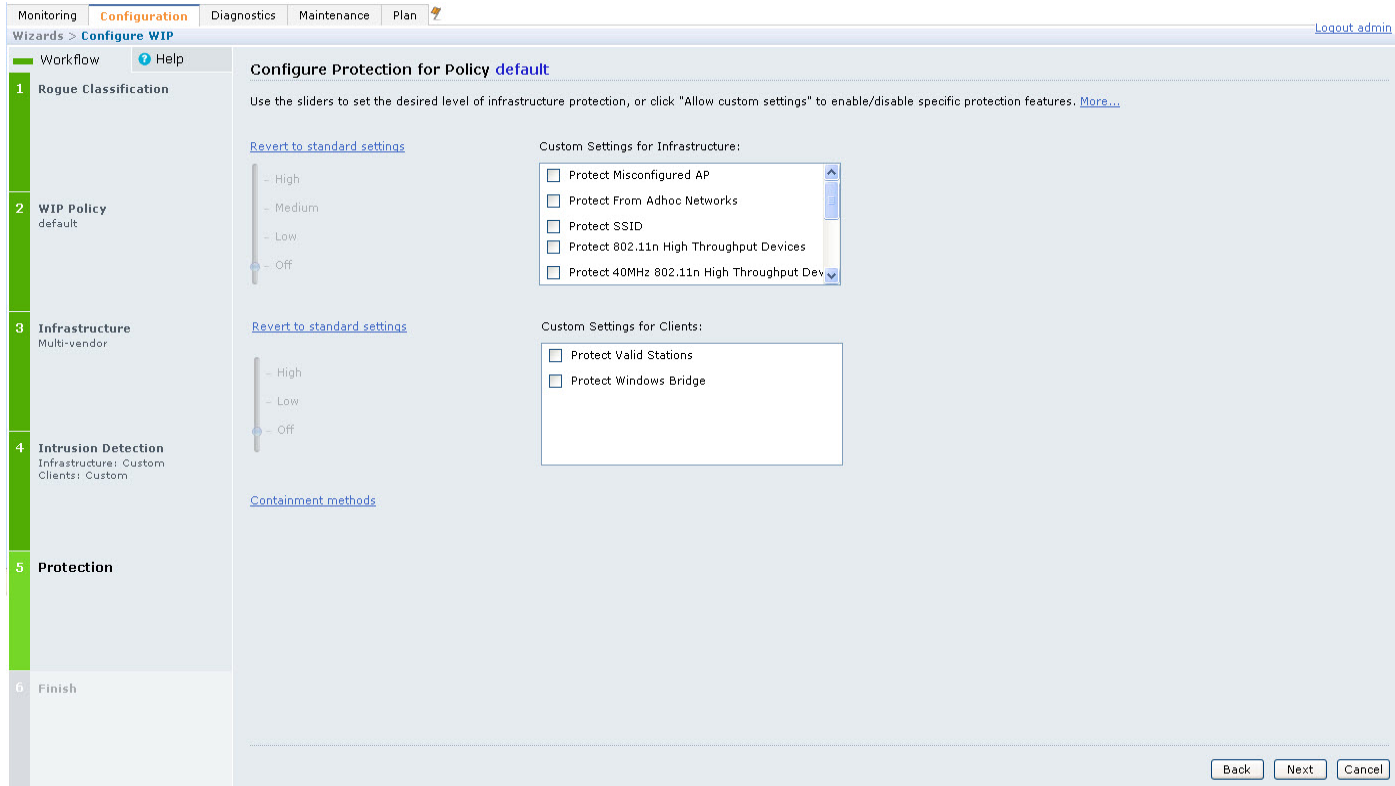 Monitoring Configuration Diagnostics Maintenance Plan
Logout admin
Wizards > Configure WIP
Workflow ? Help
1 Rogue Classification
2 WIP Policy
default
3 Infrastructure
Multi-vendor
4 Intrusion Detection
Infrastructure: Custom
Clients: Custom
5 Protection
6 Finish
Configure Protection for Policy default
Use the sliders to set the desired level of infrastructure protection, or click "Allow custom settings" to enable/disable specific protection features. More...
Revert to standard settings
– High
– Medium
– Low
– Off
Custom Settings for Infrastructure:
Protect Misconfigured AP
Protect From Adhoc Networks
Protect SSID
Protect 802.11n High Throughput Devices
Protect 40MHz 802.11n High Throughput Dev
Revert to standard settings
– High
– Low
– Off
Custom Settings for Clients:
Protect Valid Stations
Protect Windows Bridge
Containment methods
Back Next Cancel